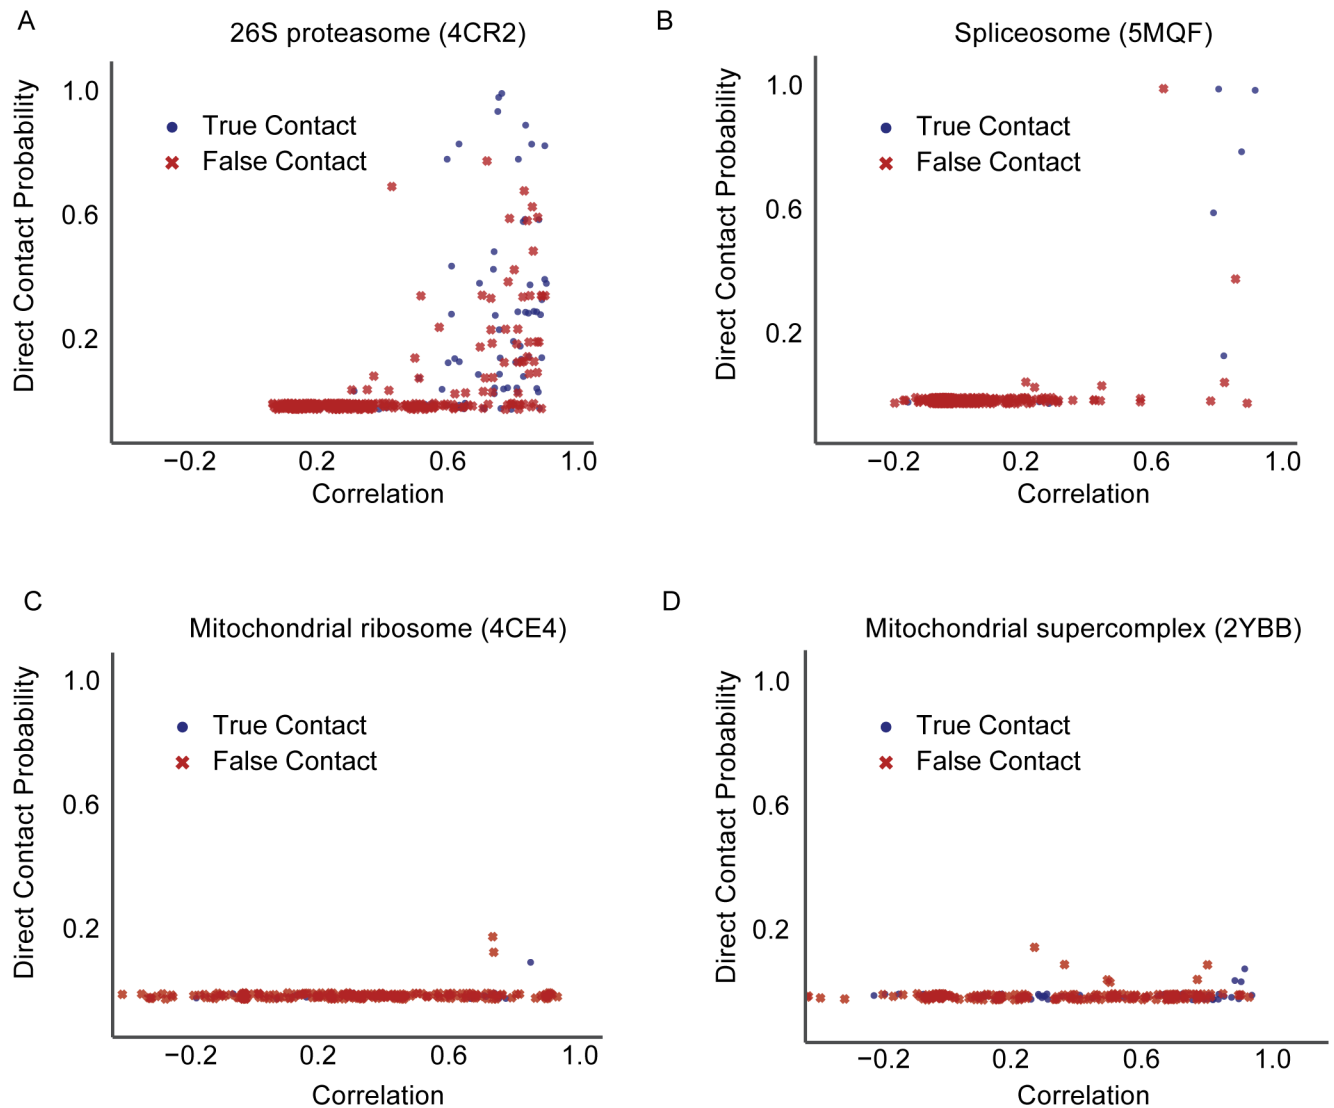 A
26S proteasome (4CR2)
Direct Contact Probability
1.0
0.6
0.2
True Contact
False Contact
−0.2 0.2 0.6 1.0
Correlation
B
Spliceosome (5MQF)
Direct Contact Probability
1.0
0.6
0.2
True Contact
False Contact
−0.2 0.2 0.6 1.0
Correlation
C
Mitochondrial ribosome (4CE4)
Direct Contact Probability
1.0
0.6
0.2
True Contact
False Contact
−0.2 0.2 0.6 1.0
Correlation
D
Mitochondrial supercomplex (2YBB)
Direct Contact Probability
1.0
0.6
0.2
True Contact
False Contact
−0.2 0.2 0.6 1.0
Correlation